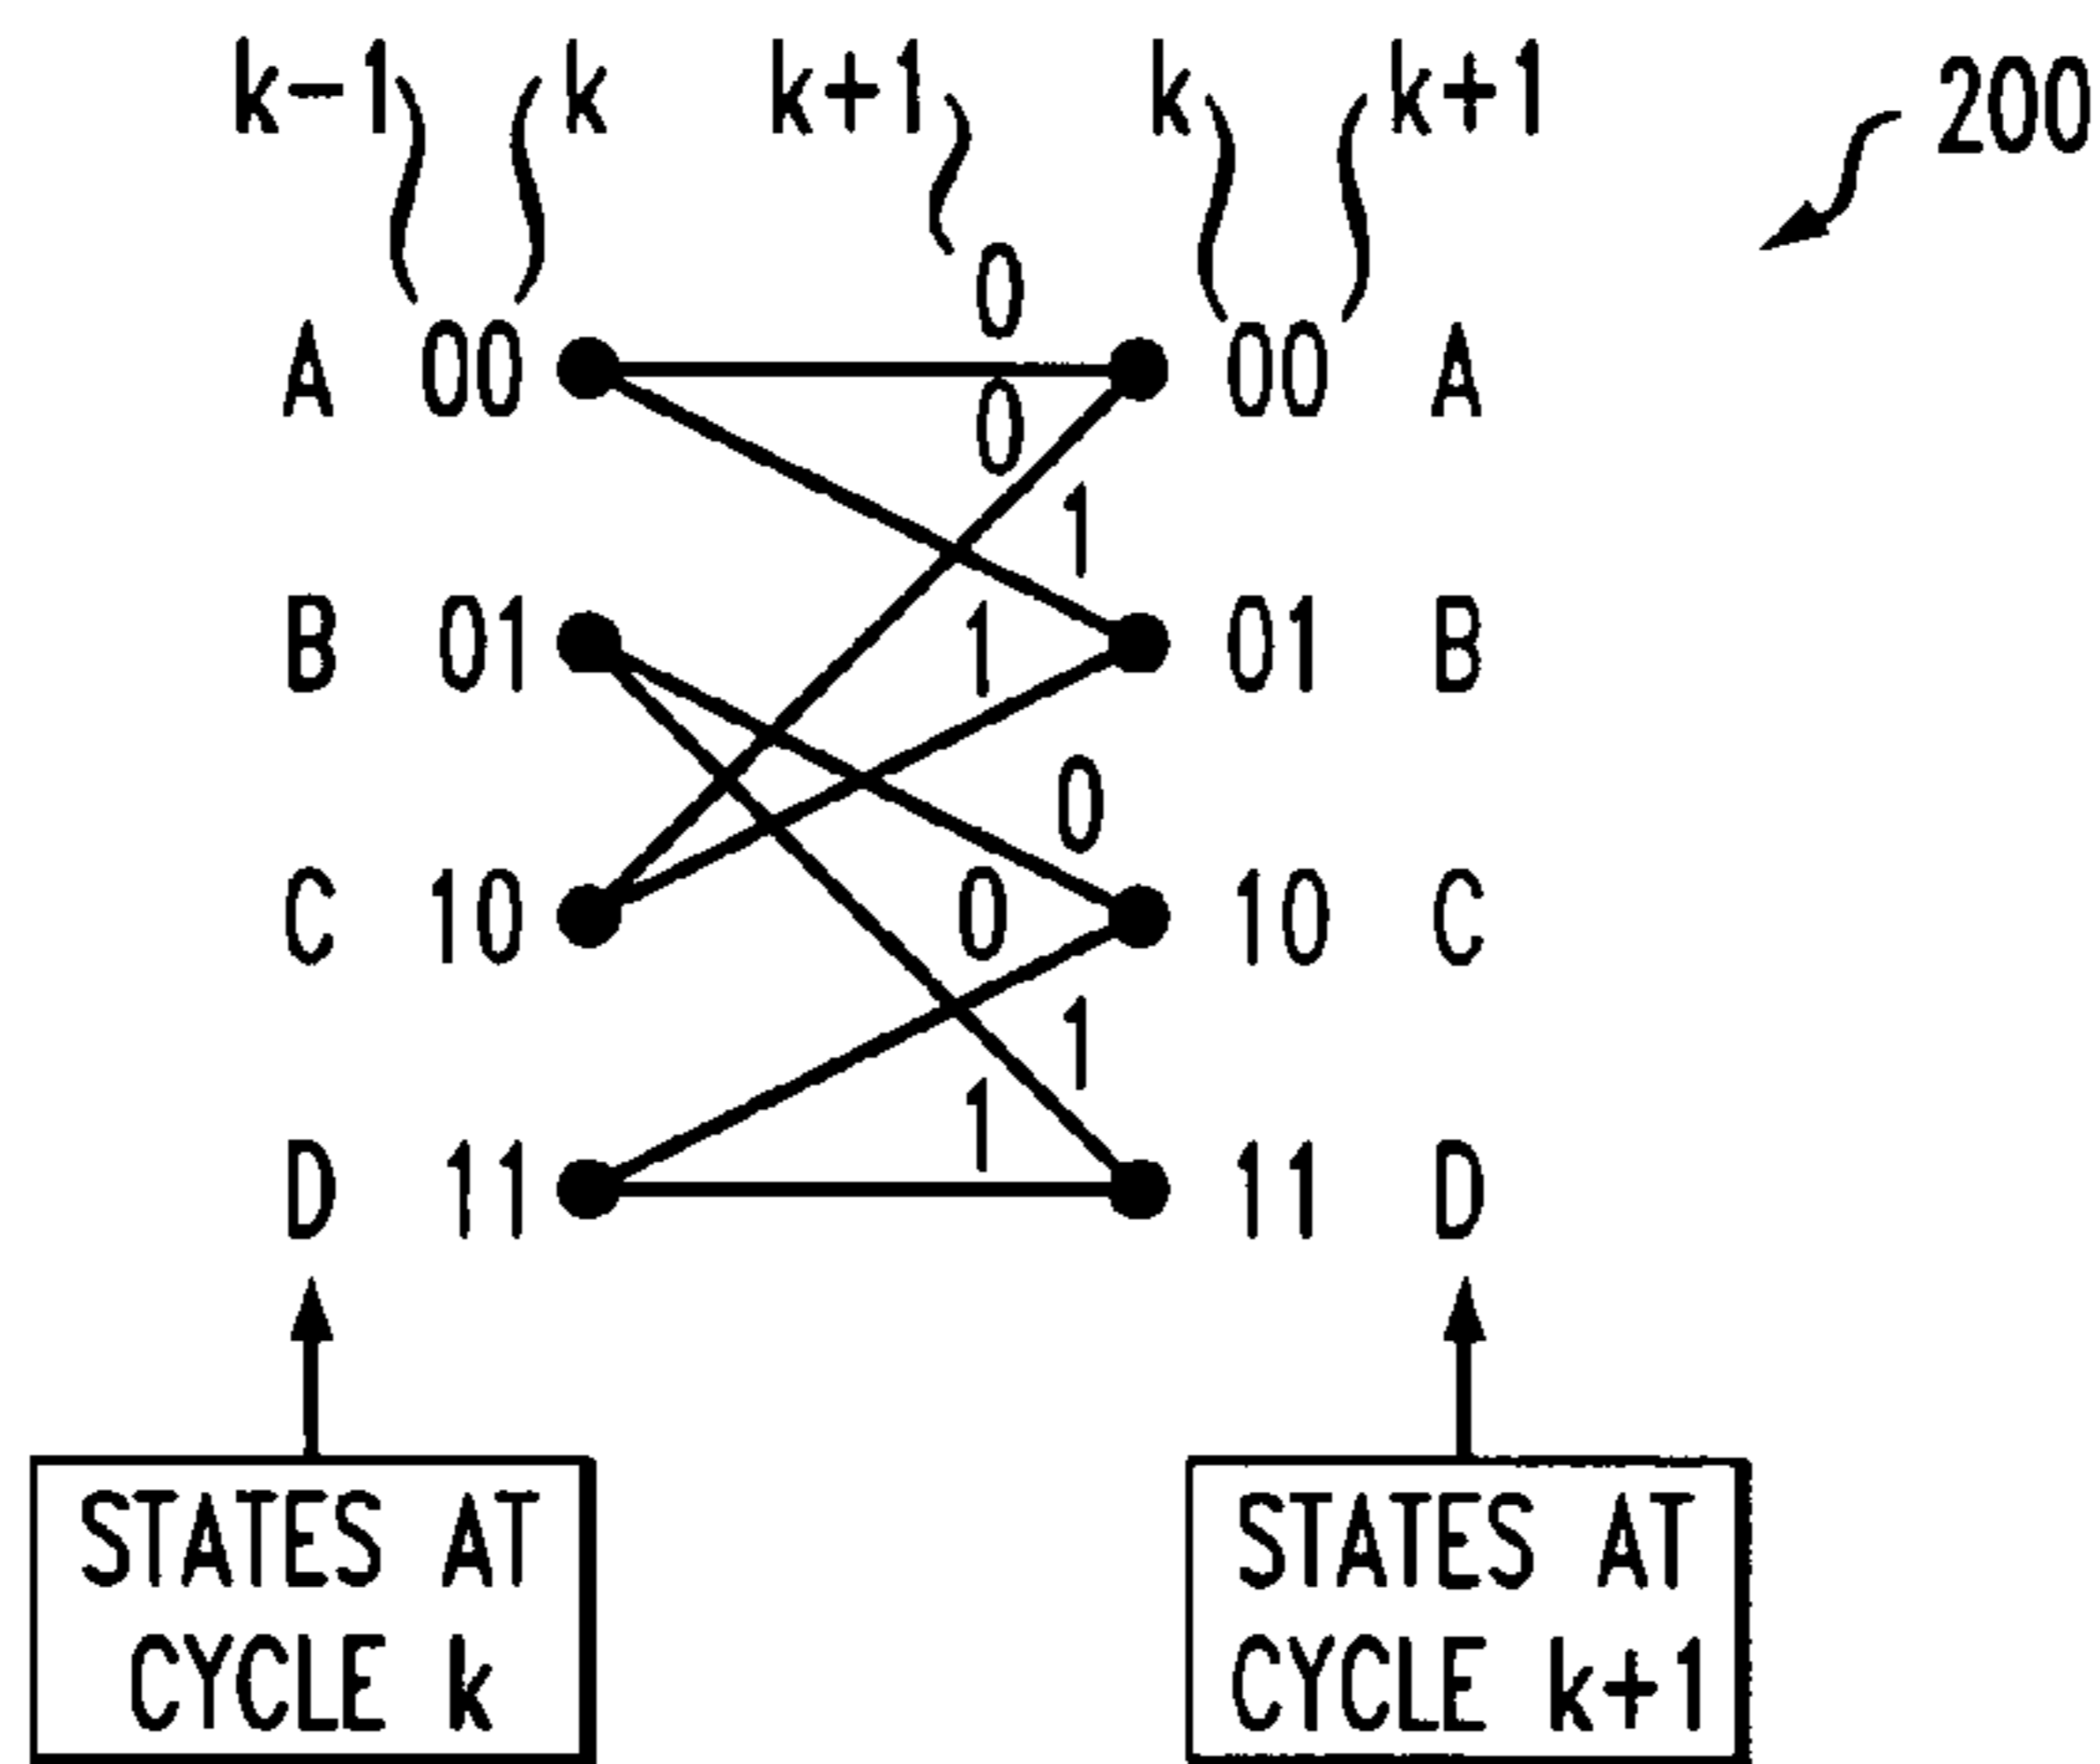 k-1 k k+1 k k+1 200
0
A 00 00 A
0
1
B 01 1 01 B
0
C 10 0 10 C
1
1
D 11 11 D
STATES AT
CYCLE k
STATES AT
CYCLE k+1